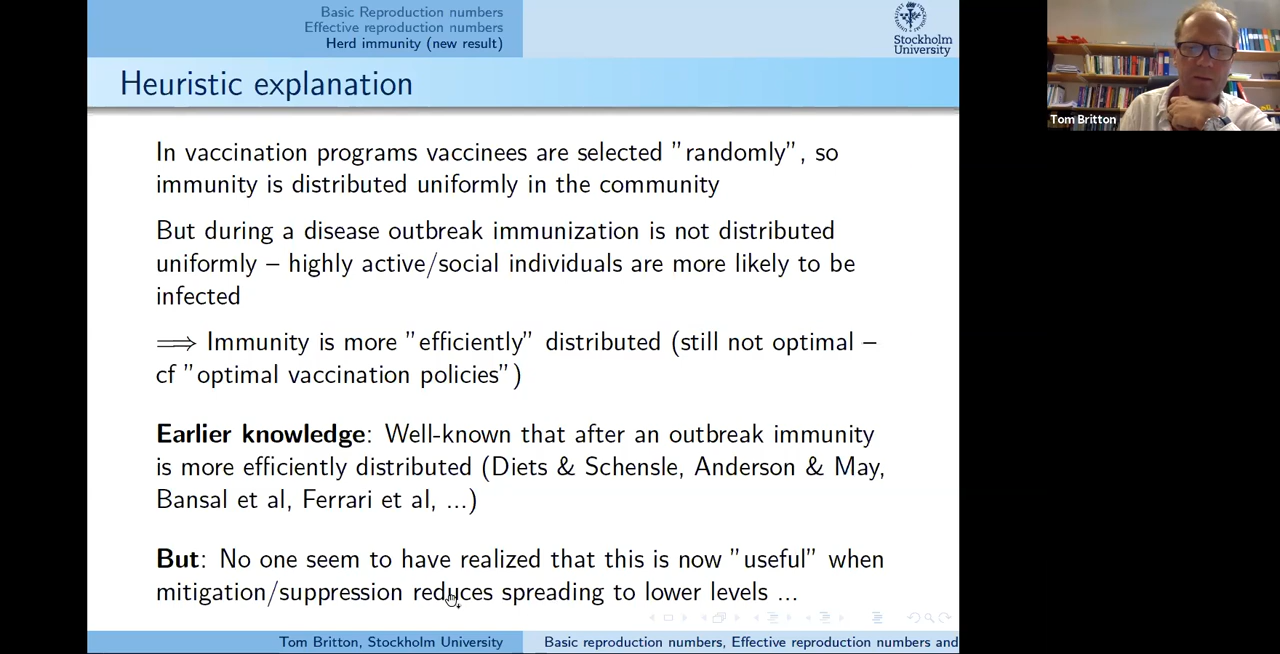 Basic Reproduction numbers
Effective reproduction numbers
Herd immunity (new result)
Stockholm
University
Tom Britton
Heuristic explanation
In vaccination programs vaccinees are selected "randomly", so
immunity is distributed uniformly in the community
But during a disease outbreak immunization is not distributed
uniformly – highly active/social individuals are more likely to be
infected
⟹ Immunity is more "efficiently" distributed (still not optimal –
cf "optimal vaccination policies")
Earlier knowledge: Well-known that after an outbreak immunity
is more efficiently distributed (Diets & Schensle, Anderson & May,
Bansal et al, Ferrari et al, ...)
But: No one seem to have realized that this is now "useful" when
mitigation/suppression reduces spreading to lower levels ...
Tom Britton, Stockholm University
Basic reproduction numbers, Effective reproduction numbers and